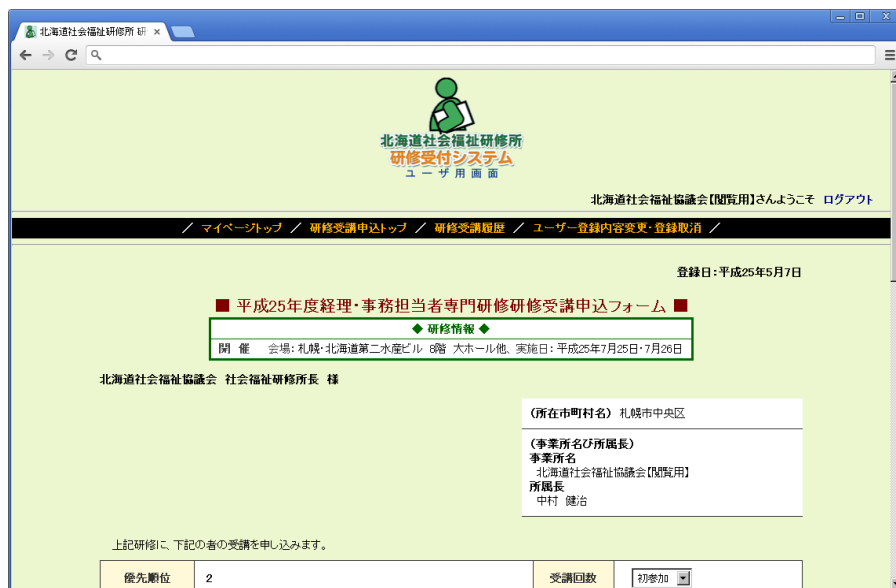 北海道社会福祉研修所 研
北海道社会福祉研修所
研修受付システム
ユーザ用画面
北海道社会福祉協議会【閲覧用】さんようこそ ログアウト
／ マイページトップ ／ 研修受講申込トップ ／ 研修受講履歴 ／ ユーザー登録内容変更・登録取消 ／
登録日：平成25年5月7日
■ 平成25年度経理・事務担当者専門研修研修受講申込フォーム ■
◆ 研修情報 ◆
開 催 会場：札幌・北海道第二水産ビル 8階 大ホール他、実施日：平成25年7月25日・7月26日
北海道社会福祉協議会 社会福祉研修所長 様
（所在市町村名） 札幌市中央区
（事業所名び所属長）
事業所名
北海道社会福祉協議会【閲覧用】
所属長
中村 健治
上記研修に、下記の者の受講を申し込みます。
優先順位 2 受講回数 初参加